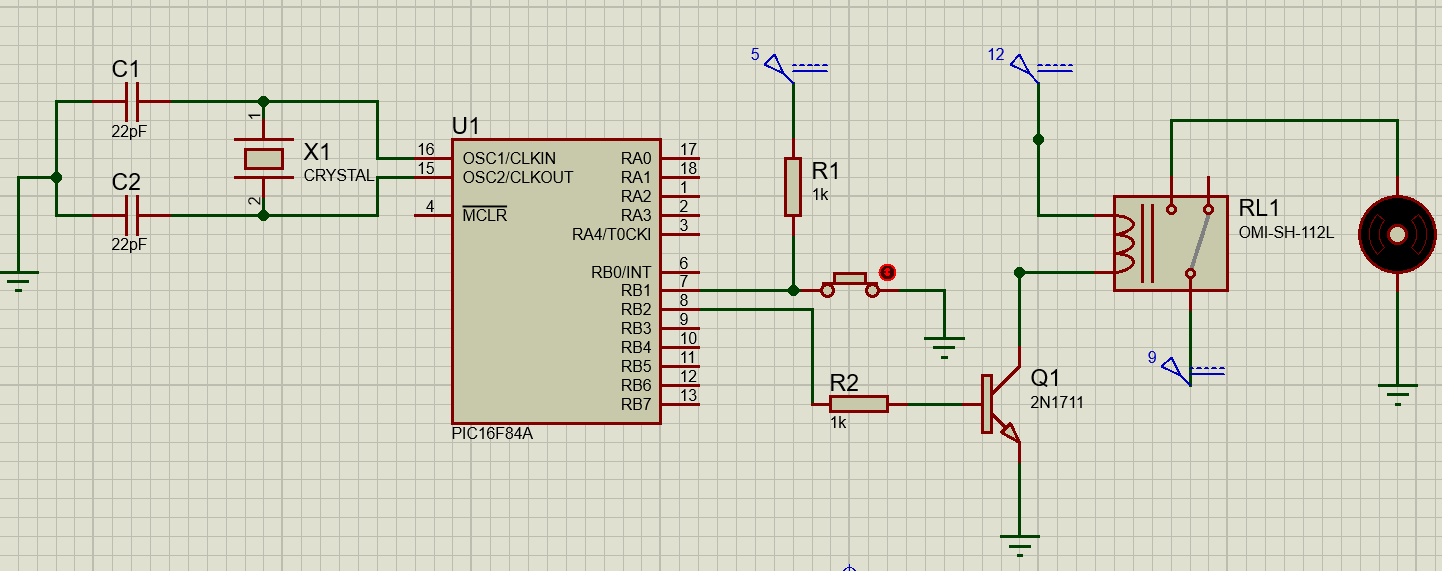 C1
22pF
C2
22pF
1
X1
CRYSTAL
2
U1
16
OSC1/CLKIN
15
OSC2/CLKOUT
4
MCLR
RA0
17
RA1
18
RA2
1
RA3
2
RA4/T0CKI
3
RB0/INT
6
RB1
7
RB2
8
RB3
9
RB4
10
RB5
11
RB6
12
RB7
13
PIC16F84A
5
R1
1k
R2
1k
12
Q1
2N1711
RL1
OMI-SH-112L
9